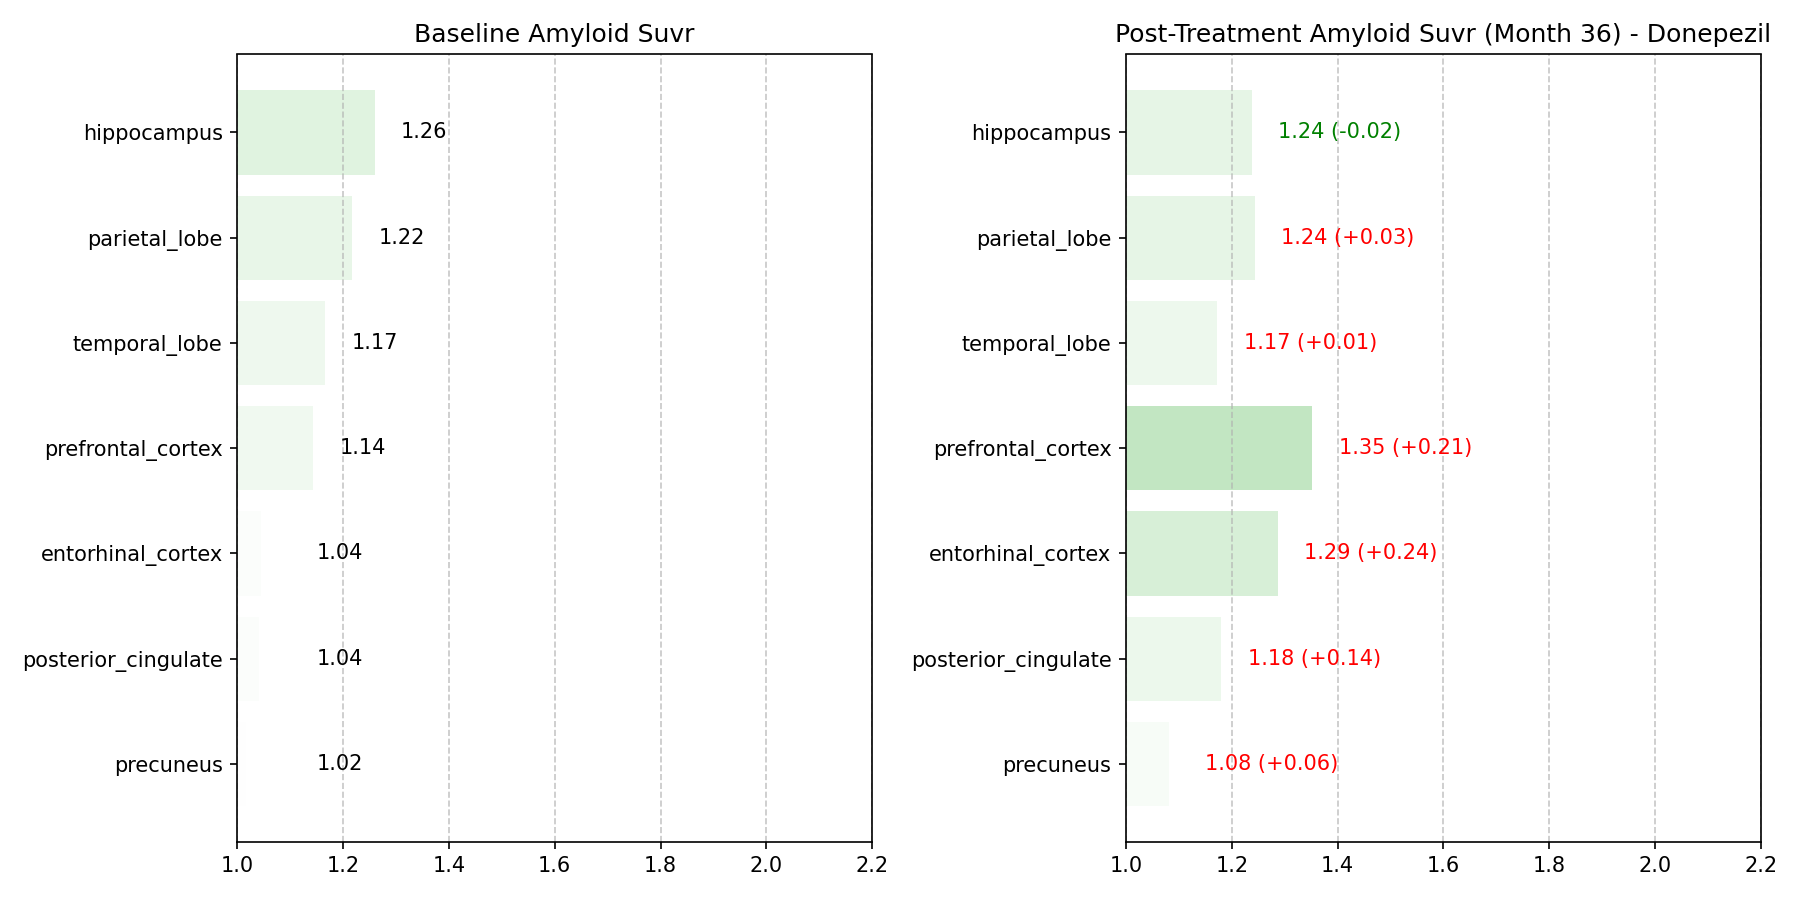 Baseline Amyloid Suvr
hippocampus 1.26
parietal_lobe 1.22
temporal_lobe 1.17
prefrontal_cortex 1.14
entorhinal_cortex 1.04
posterior_cingulate 1.04
precuneus 1.02
1.0 1.2 1.4 1.6 1.8 2.0 2.2
Post-Treatment Amyloid Suvr (Month 36) - Donepezil
hippocampus 1.24 (-0.02)
parietal_lobe 1.24 (+0.03)
temporal_lobe 1.17 (+0.01)
prefrontal_cortex 1.35 (+0.21)
entorhinal_cortex 1.29 (+0.24)
posterior_cingulate 1.18 (+0.14)
precuneus 1.08 (+0.06)
1.0 1.2 1.4 1.6 1.8 2.0 2.2